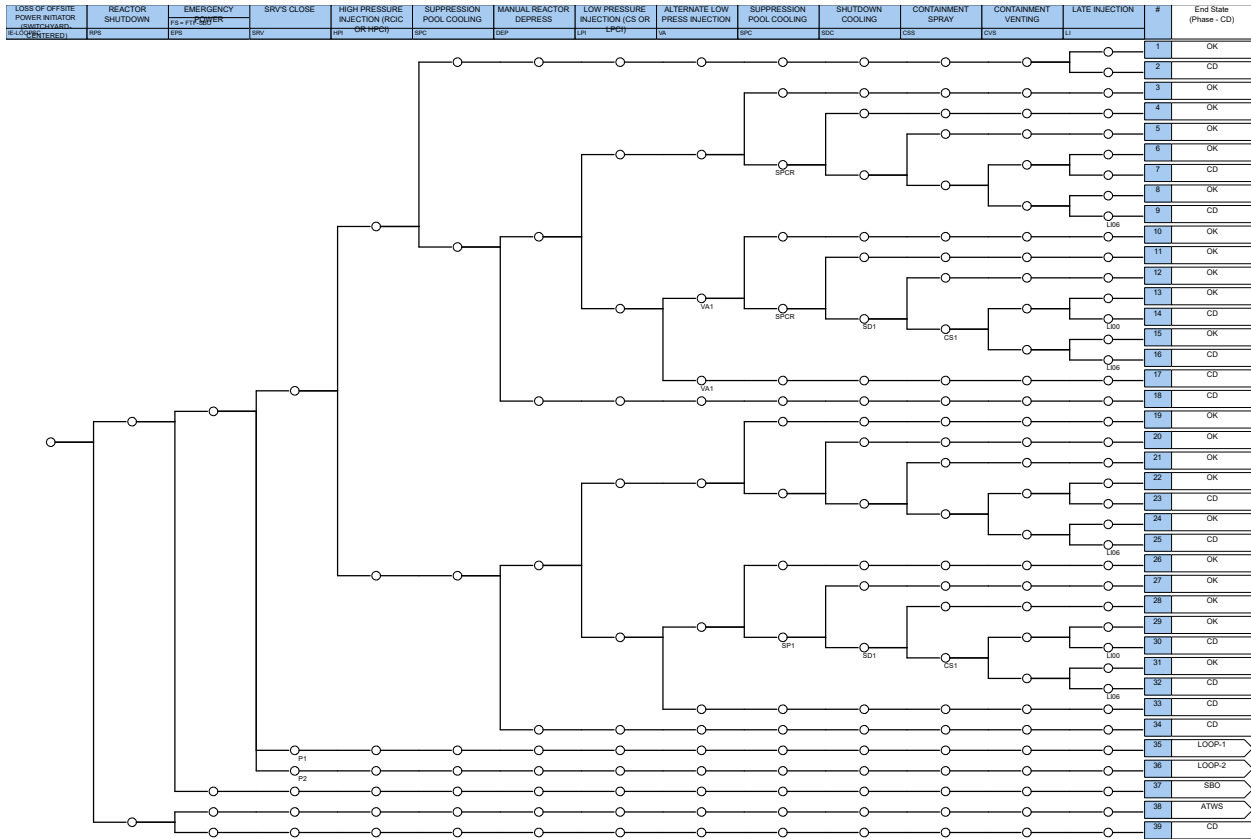 LOSS OF OFFSITE
POWER INITIATOR
(SWITCHYARD-
CENTERED)
IE-LOOPSC
REACTOR
SHUTDOWN
RPS
EMERGENCY
POWER
FS = FTF-SBO
EPS
SRV'S CLOSE
SRV
HIGH PRESSURE
INJECTION (RCIC
OR HPCI)
HPI
SUPPRESSION
POOL COOLING
SPC
MANUAL REACTOR
DEPRESS
DEP
LOW PRESSURE
INJECTION (CS OR
LPCI)
LPI
ALTERNATE LOW
PRESS INJECTION
VA
SUPPRESSION
POOL COOLING
SPC
SHUTDOWN
COOLING
SDC
CONTAINMENT
SPRAY
CSS
CONTAINMENT
VENTING
CVS
LATE INJECTION
LI
#
End State
(Phase - CD)
1 OK
2 CD
3 OK
4 OK
5 OK
6 OK
SPCR
7 CD
8 OK
9 CD
LI06
10 OK
11 OK
12 OK
13 OK
VA1
SPCR
SD1
14 CD
LI00
CS1
15 OK
16 CD
LI06
17 CD
VA1
18 CD
19 OK
20 OK
21 OK
22 OK
23 CD
24 OK
25 CD
LI06
26 OK
27 OK
28 OK
29 OK
SP1
SD1
30 CD
LI00
CS1
31 OK
32 CD
LI06
33 CD
34 CD
35 LOOP-1
P1
36 LOOP-2
P2
37 SBO
38 ATWS
39 CD